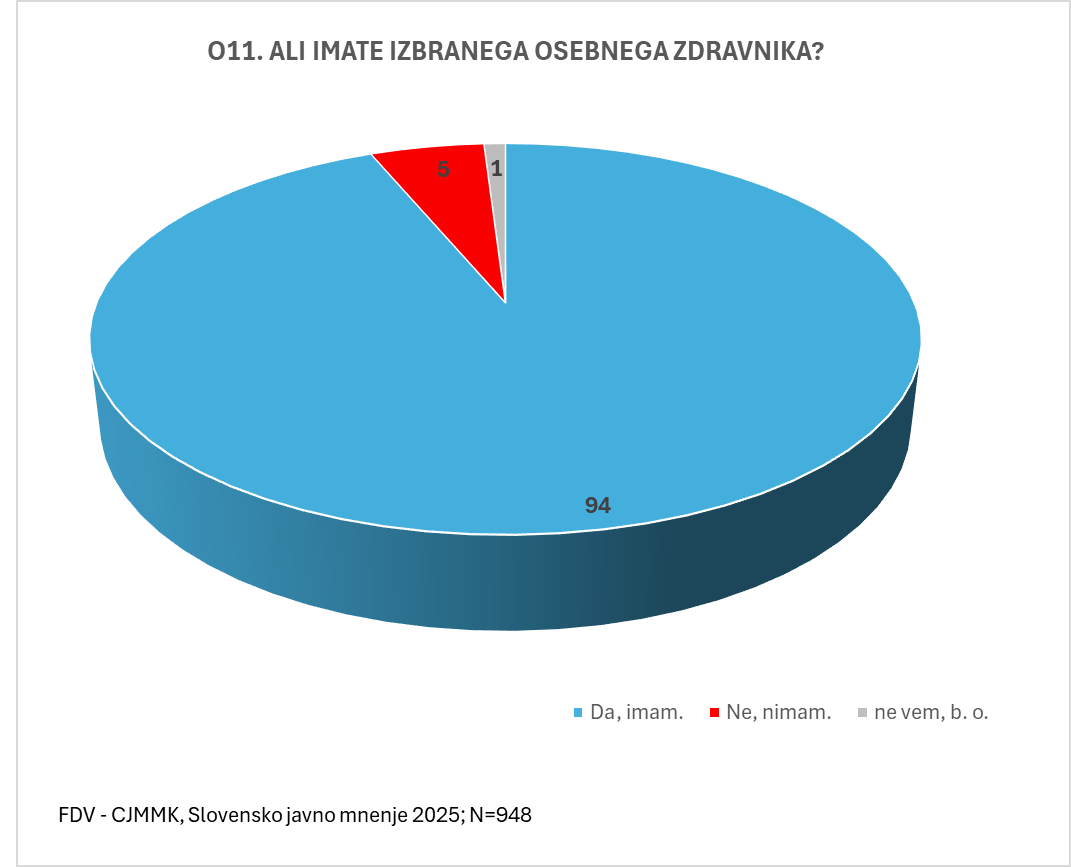 O11. ALI IMATE IZBRANEGA OSEBNEGA ZDRAVNIKA?
5
1
94
Da, imam. Ne, nimam. ne vem, b. o.
FDV - CJMMK, Slovensko javno mnenje 2025; N=948